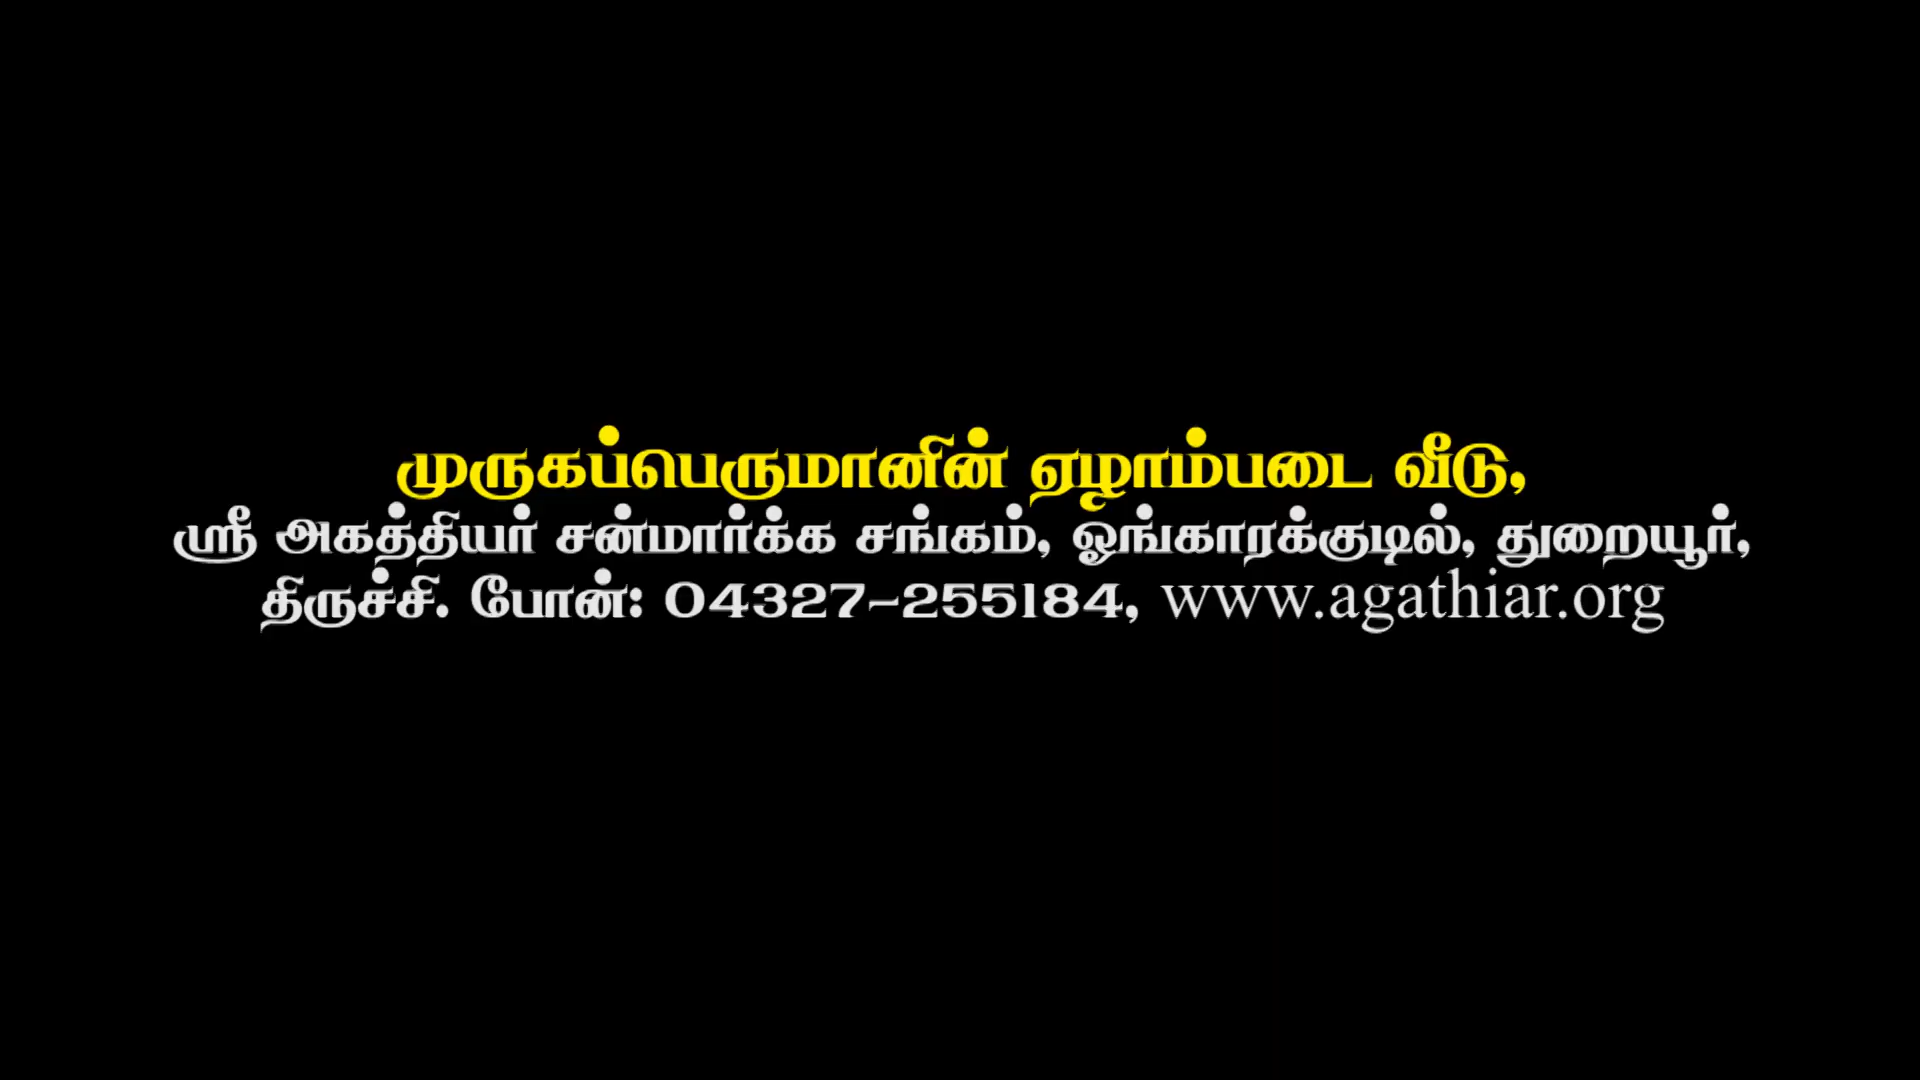 முருகப்பெருமானின் ஏழாம்படை வீடு,
ஸ்ரீ அகத்தியர் சன்மார்க்க சங்கம், ஓங்காரக்குடில், துறையூர்,
திருச்சி. போன்: 04327-255184, www.agathiar.org